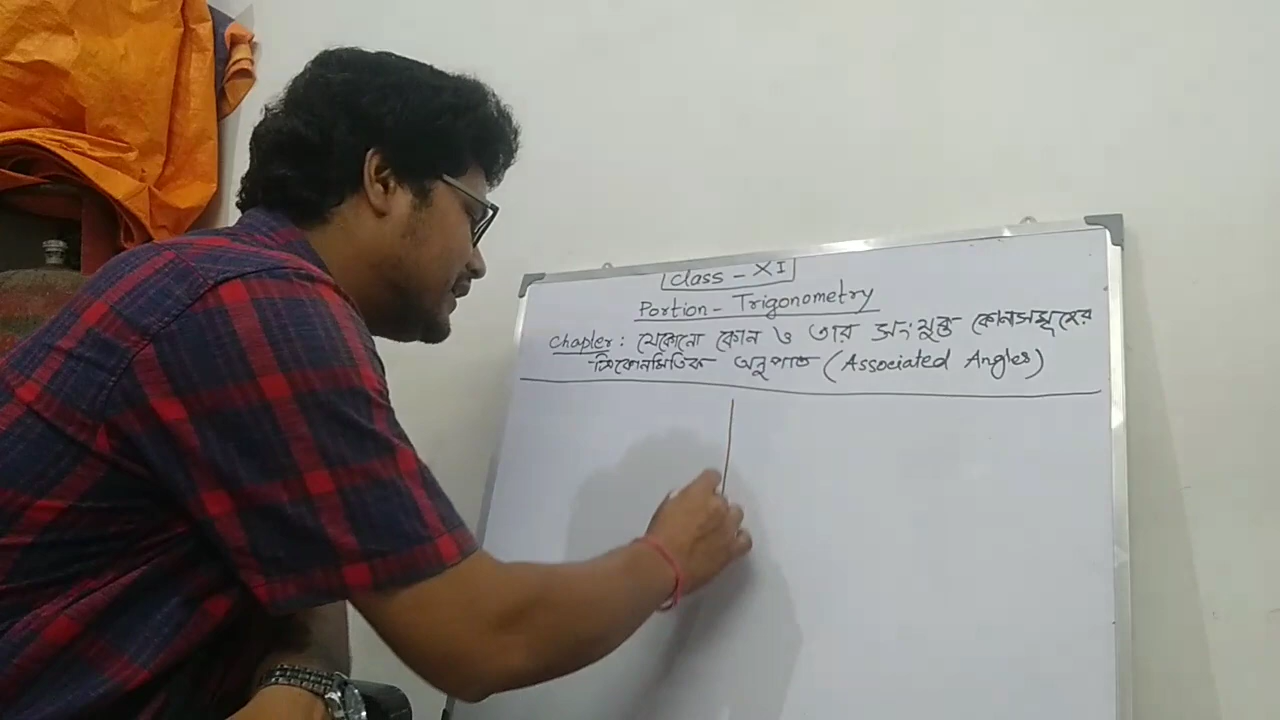 Class - XI
Portion - Trigonometry
Chapter: যেকোনো কোন ও তার সংযুক্ত কোনসমূহের
ত্রিকোনমিতিক অনুপাত (Associated Angles)